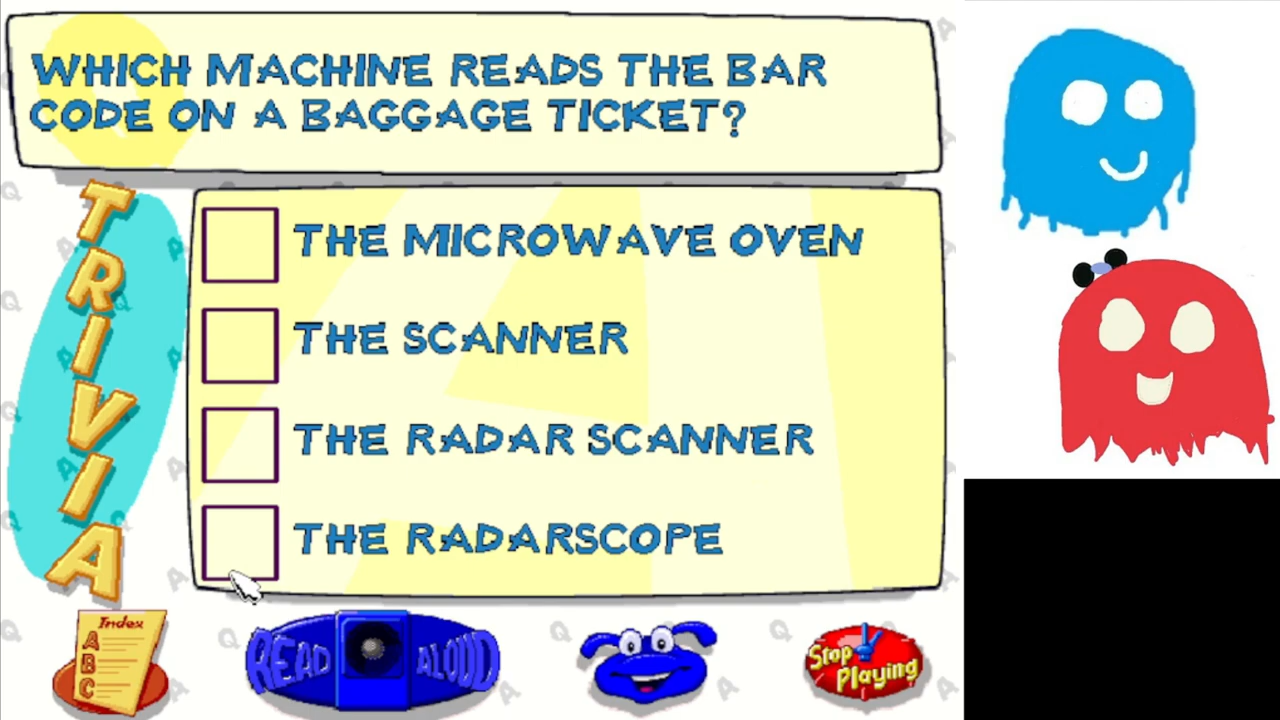 WHICH MACHINE READS THE BAR
CODE ON A BAGGAGE TICKET?
TRIVIA
THE MICROWAVE OVEN
THE SCANNER
THE RADAR SCANNER
THE RADARSCOPE
Index
A
B
C
READ ALOUD
Stop
Playing